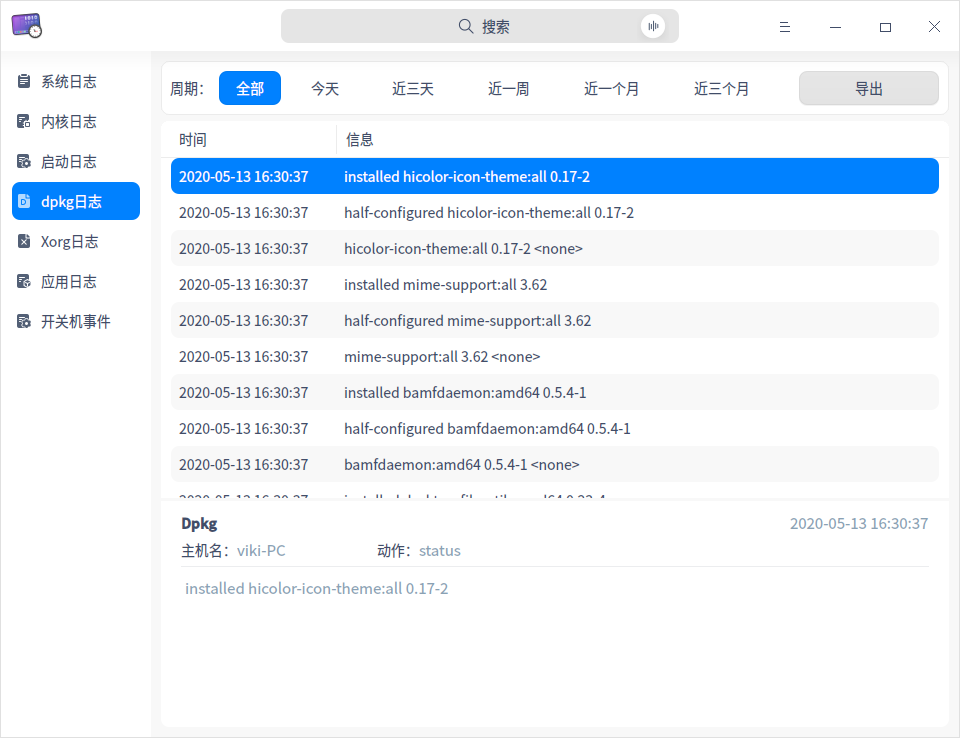 搜索
系统日志
内核日志
启动日志
dpkg日志
Xorg日志
应用日志
开关机事件
周期： 全部 今天 近三天 近一周 近一个月 近三个月 导出
时间 信息
2020-05-13 16:30:37 installed hicolor-icon-theme:all 0.17-2
2020-05-13 16:30:37 half-configured hicolor-icon-theme:all 0.17-2
2020-05-13 16:30:37 hicolor-icon-theme:all 0.17-2 <none>
2020-05-13 16:30:37 installed mime-support:all 3.62
2020-05-13 16:30:37 half-configured mime-support:all 3.62
2020-05-13 16:30:37 mime-support:all 3.62 <none>
2020-05-13 16:30:37 installed bamfdaemon:amd64 0.5.4-1
2020-05-13 16:30:37 half-configured bamfdaemon:amd64 0.5.4-1
2020-05-13 16:30:37 bamfdaemon:amd64 0.5.4-1 <none>
Dpkg 2020-05-13 16:30:37
主机名：viki-PC 动作：status
installed hicolor-icon-theme:all 0.17-2